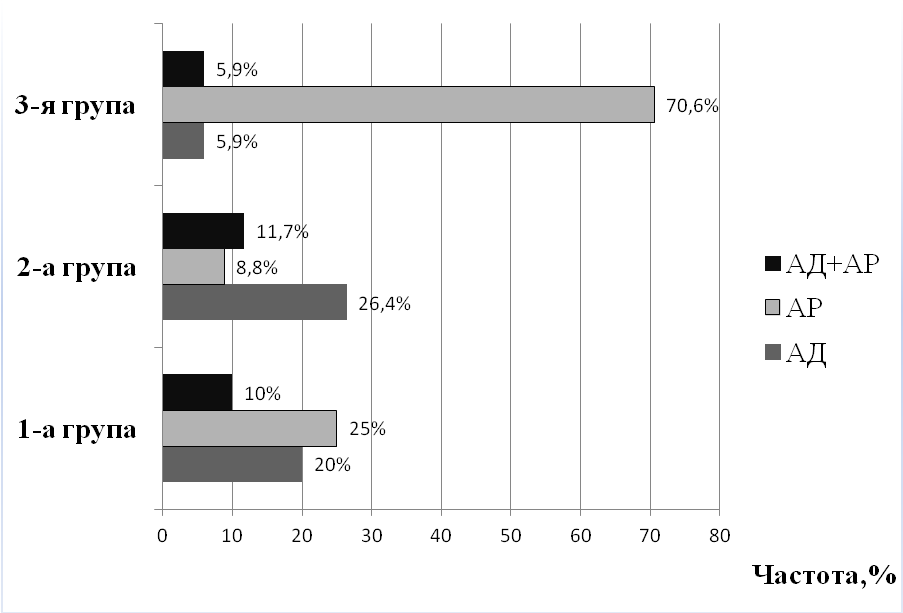 5,9%
3-я група
70,6%
5,9%
11,7%
2-а група
8,8%
26,4%
АД+АР
АР
АД
10%
1-а група
25%
20%
0 10 20 30 40 50 60 70 80
Частота,%